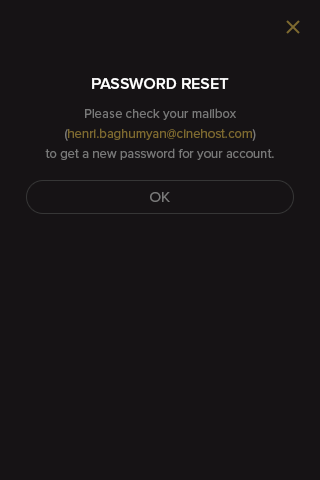 PASSWORD RESET
Please check your mailbox
(henri.baghumyan@cinehost.com)
to get a new password for your account.
OK